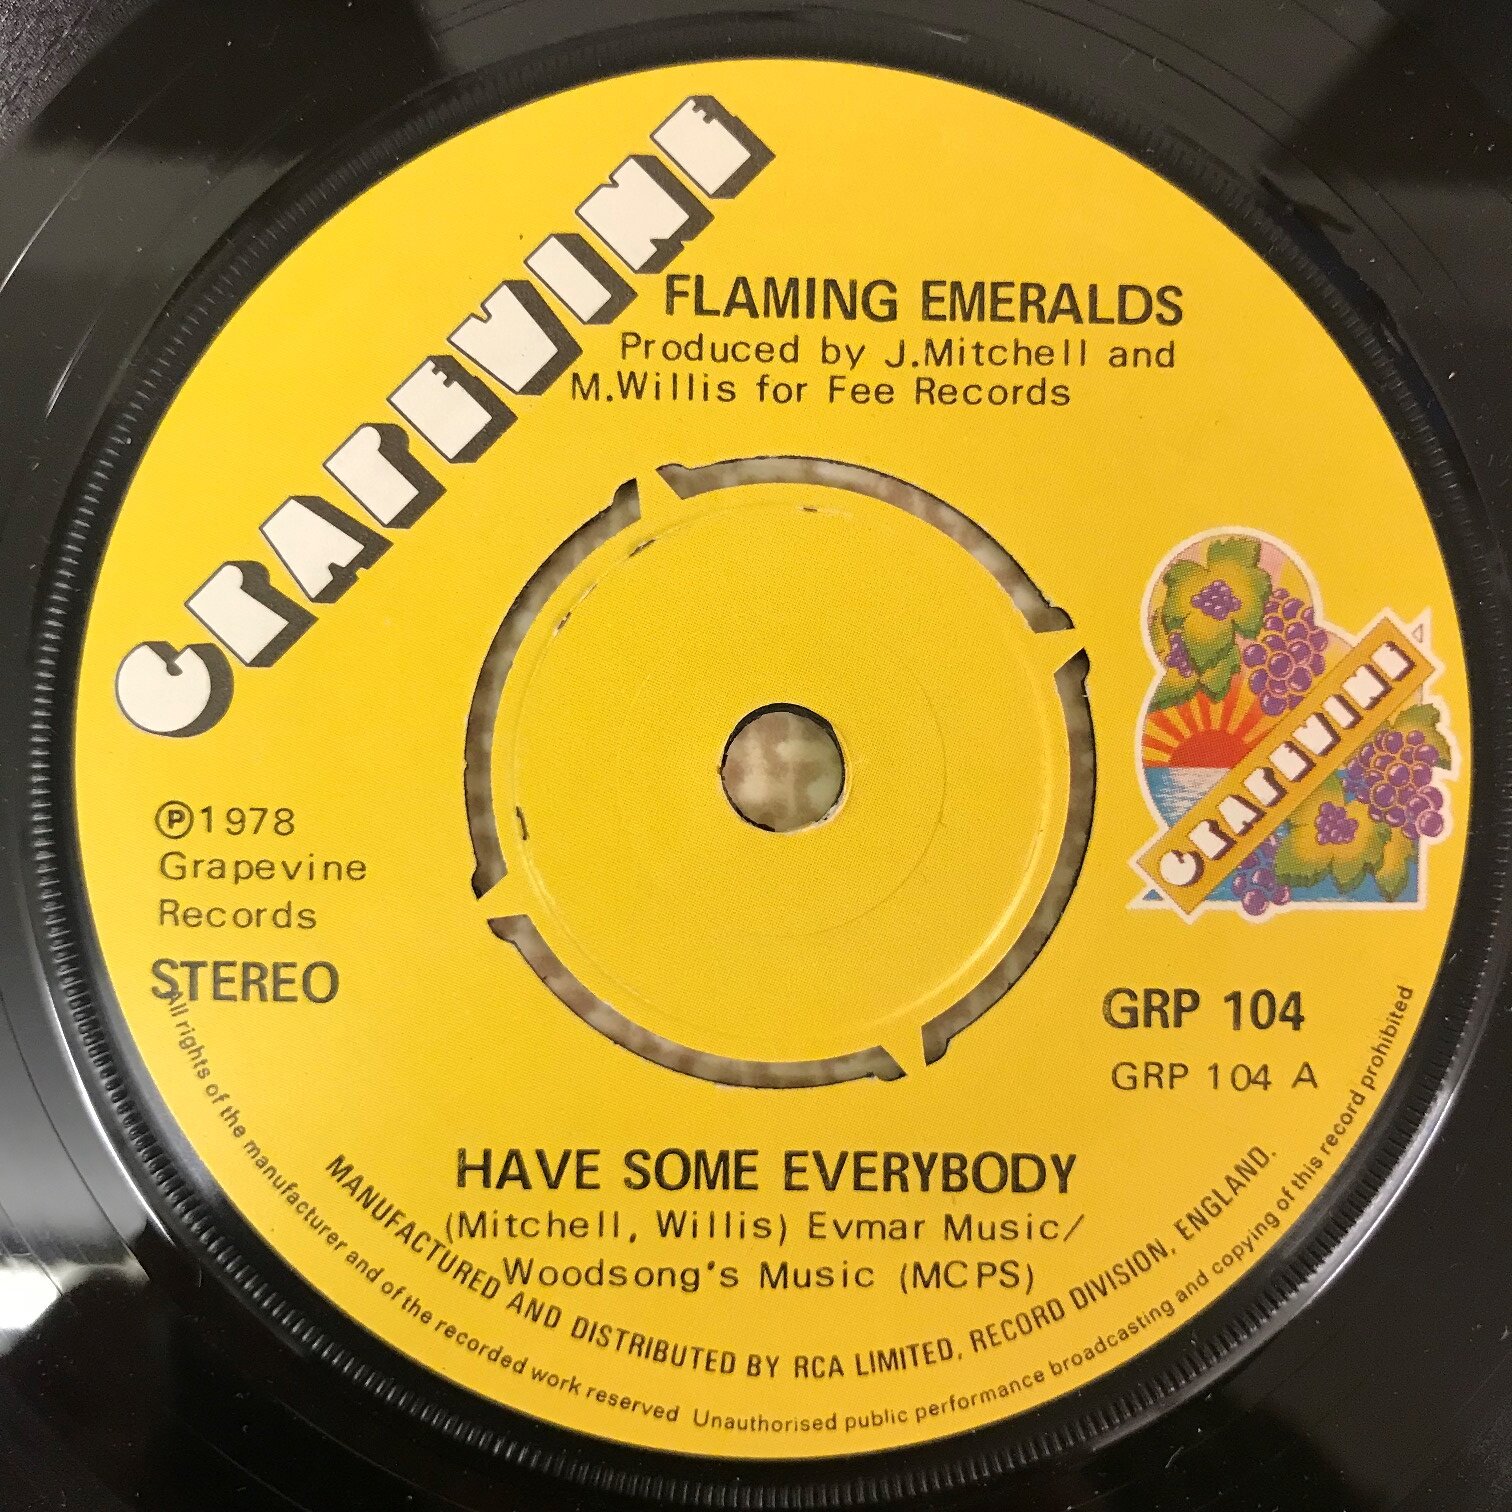 GRAPEVINE
FLAMING EMERALDS
Produced by J.Mitchell and
M.Willis for Fee Records
GRAPEVINE
℗1978
Grapevine
Records
STEREO
GRP 104
GRP 104 A
HAVE SOME EVERYBODY
(Mitchell, Willis) Evmar Music/
Woodsong's Music (MCPS)
MANUFACTURED AND DISTRIBUTED BY RCA LIMITED, RECORD DIVISION, ENGLAND.
All rights of the manufacturer and of the recorded work reserved Unauthorised public performance broadcasting and copying of this record prohibited